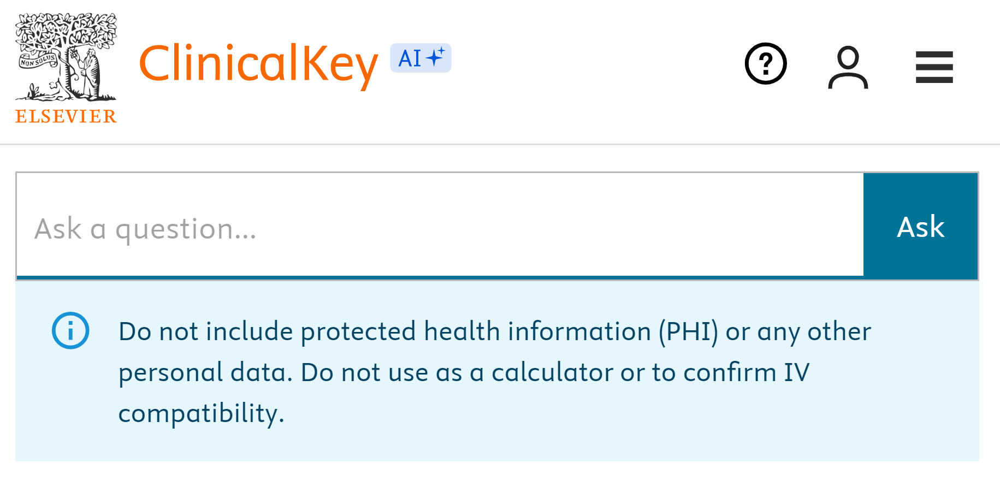 NON SOLUS
ELSEVIER
ClinicalKey AI
?
Ask a question...
Ask
Do not include protected health information (PHI) or any other
personal data. Do not use as a calculator or to confirm IV
compatibility.